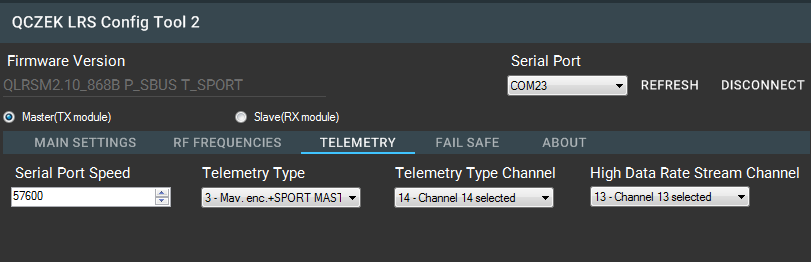 QCZEK LRS Config Tool 2
Firmware Version
Serial Port
QLRSM2.10_868B P_SBUS T_SPORT
COM23
REFRESH
DISCONNECT
Master(TX module)
Slave(RX module)
MAIN SETTINGS
RF FREQUENCIES
TELEMETRY
FAIL SAFE
ABOUT
Serial Port Speed
Telemetry Type
Telemetry Type Channel
High Data Rate Stream Channel
57600
3 - Mav. enc.+SPORT MAST
14 - Channel 14 selected
13 - Channel 13 selected